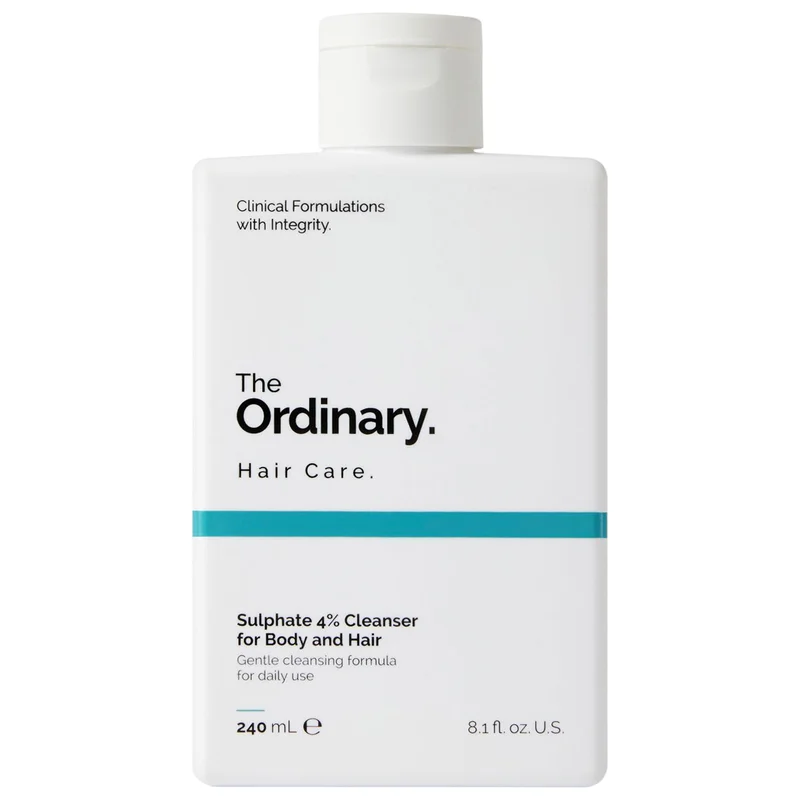 Clinical Formulations
with Integrity.
The
Ordinary.
Hair Care.
Sulphate 4% Cleanser
for Body and Hair
Gentle cleansing formula
for daily use
240 mL ℮
8.1 fl. oz. U.S.